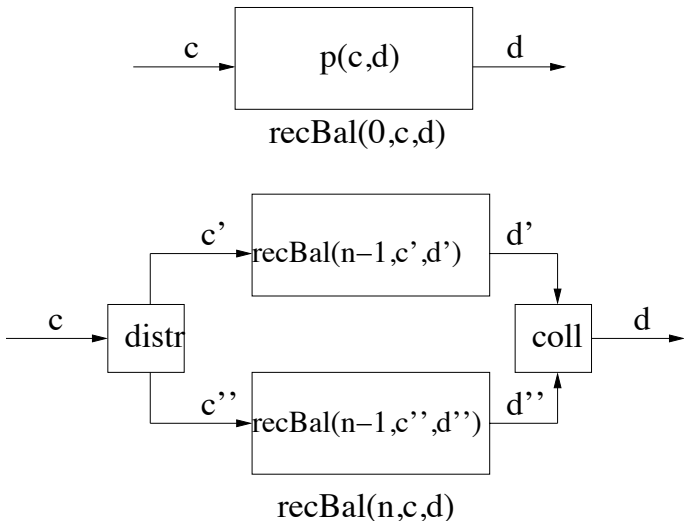 c
p(c,d)
d
recBal(0,c,d)
c'
recBal(n−1,c',d')
d'
c
distr
coll
d
c''
recBal(n−1,c'',d'')
d''
recBal(n,c,d)